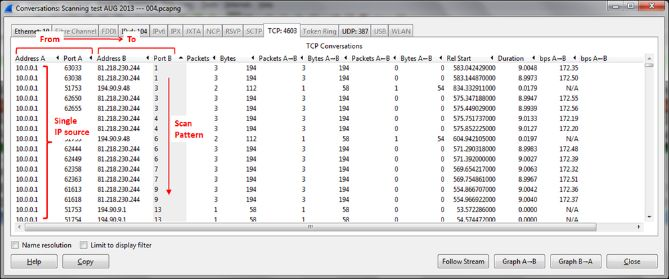 Conversations: Scanning test AUG 2013 --- 004.pcapng
Ethernet: 10 Fibre Channel FDDI IPv4: 104 IPv6 IPX JXTA NCP RSVP SCTP TCP: 4603 Token Ring UDP: 387 USB WLAN
From To
TCP Conversations
Address A Port A Address B Port B Packets Bytes Packets A→B Bytes A→B Packets A←B Bytes A←B Rel Start Duration bps A→B bps A←B
10.0.0.1 63033 81.218.230.244 1 3 194 3 194 0 0 583.042429000 9.0048 172.35
10.0.0.1 63038 81.218.230.244 1 3 194 3 194 0 0 583.144870000 8.9973 172.50
10.0.0.1 51753 194.90.9.48 3 2 112 1 58 1 54 834.332911000 0.0179 N/A
10.0.0.1 62650 81.218.230.244 3 3 194 3 194 0 0 575.347188000 8.9947 172.55
10.0.0.1 62655 81.218.230.244 3 3 194 3 194 0 0 575.449029000 8.9939 172.56
10.0.0.1 81.218.230.244 4 3 194 3 194 0 0 575.751737000 9.0133 172.19
10.0.0.1 81.218.230.244 4 3 194 3 194 0 0 575.852225000 9.0127 172.20
10.0.0.1 51753 194.90.9.48 6 2 112 1 58 1 54 604.942105000 0.0197 N/A
10.0.0.1 62444 81.218.230.244 6 3 194 3 194 0 0 571.290318000 8.9983 172.48
10.0.0.1 62449 81.218.230.244 6 3 194 3 194 0 0 571.392000000 9.0027 172.39
10.0.0.1 62358 81.218.230.244 7 3 194 3 194 0 0 569.654217000 9.0063 172.32
10.0.0.1 62363 81.218.230.244 7 3 194 3 194 0 0 569.754865000 8.9967 172.51
10.0.0.1 61613 81.218.230.244 9 3 194 3 194 0 0 554.866707000 9.0042 172.36
10.0.0.1 61618 81.218.230.244 9 3 194 3 194 0 0 554.966922000 9.0040 172.37
10.0.0.1 51753 194.90.9.1 13 1 58 1 58 0 0 53.572286000 0.0000 N/A
10.0.0.1 51754 194.90.9.1 13 1 58 1 58 0 0 54.574472000 0.0000 N/A
Single
IP source
Scan
Pattern
Name resolution Limit to display filter
Help Copy Follow Stream Graph A→B Graph B→A Close